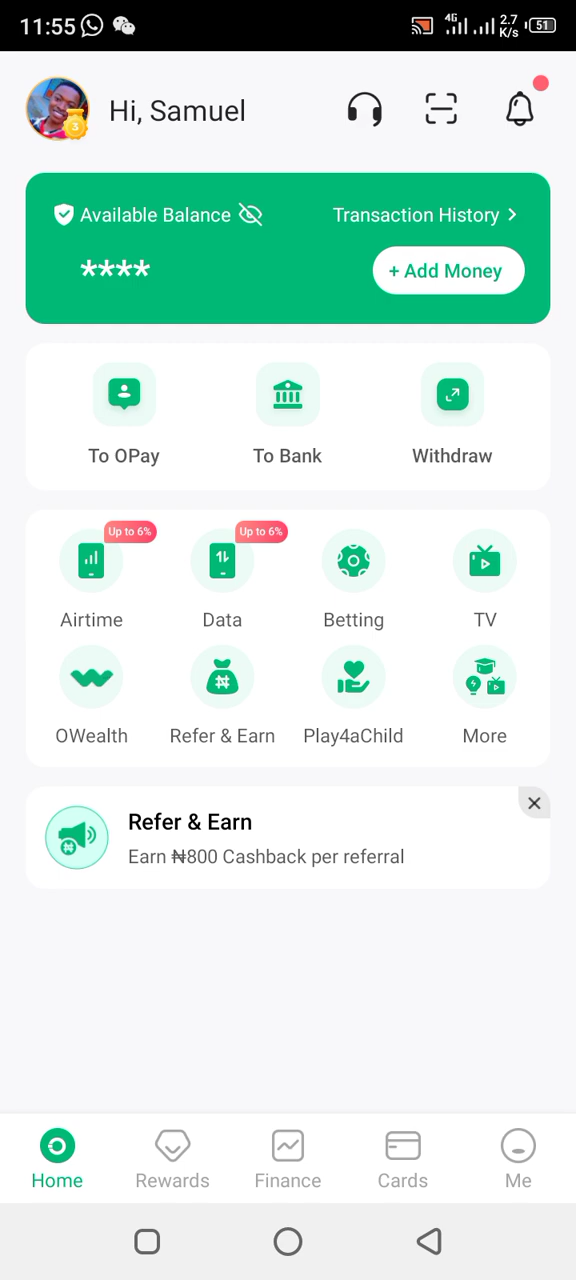 11:55
4G 2.7 K/s 51
Hi, Samuel
3
Available Balance
Transaction History
****
+ Add Money
To OPay To Bank Withdraw
Up to 6% Up to 6%
Airtime Data Betting TV
OWealth Refer & Earn Play4aChild More
Refer & Earn
Earn ₦800 Cashback per referral
Home Rewards Finance Cards Me